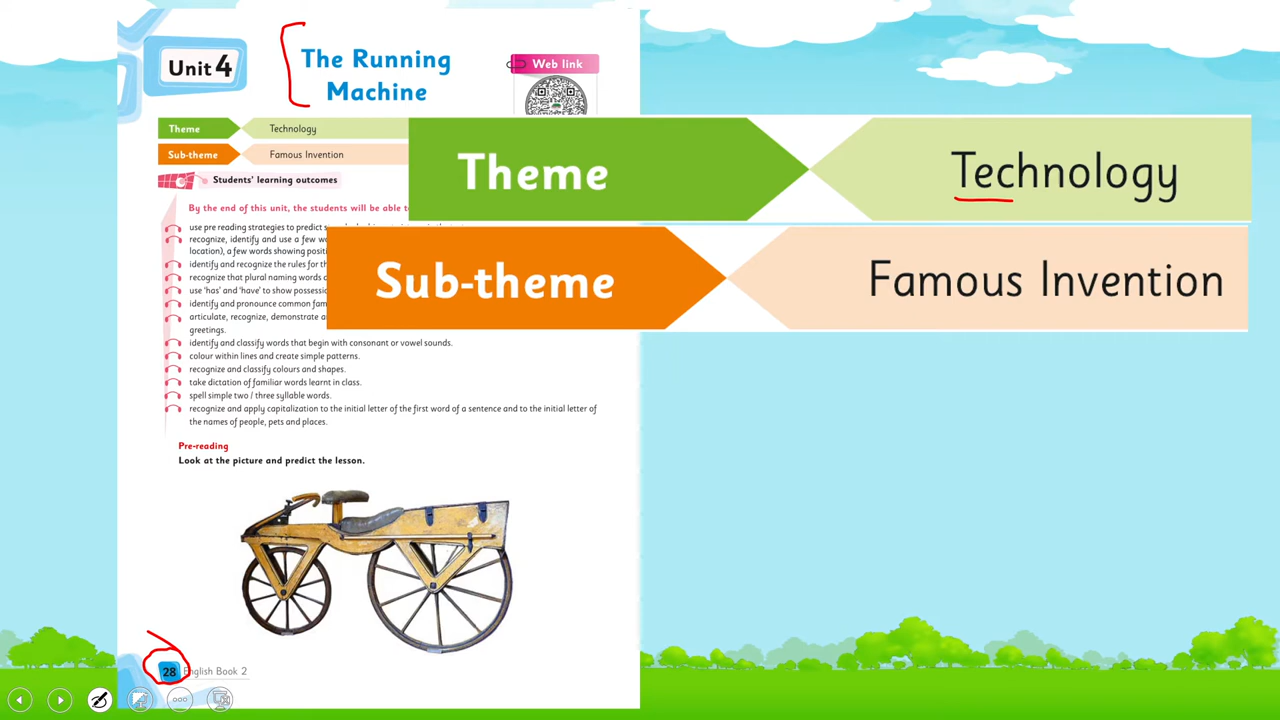 Unit 4
The Running
Machine
Web link
Theme
Technology
Sub-theme
Famous Invention
Theme
Technology
Sub-theme
Famous Invention
Students' learning outcomes
By the end of this unit, the students will be able to
use pre reading strategies to predict
recognize, identify and use a few
location), a few words showing
identify and recognize the rules for
recognize that plural naming words
use 'has' and 'have' to show
identify and pronounce common
articulate, recognize, demonstrate
greetings.
identify and classify words that begin with consonant or vowel sounds.
colour within lines and create simple patterns.
recognize and classify colours and shapes.
take dictation of familiar words learnt in class.
spell simple two / three syllable words.
recognize and apply capitalization to the initial letter of the first word of a sentence and to the initial letter of
the names of people, pets and places.
Pre-reading
Look at the picture and predict the lesson.
28 English Book 2